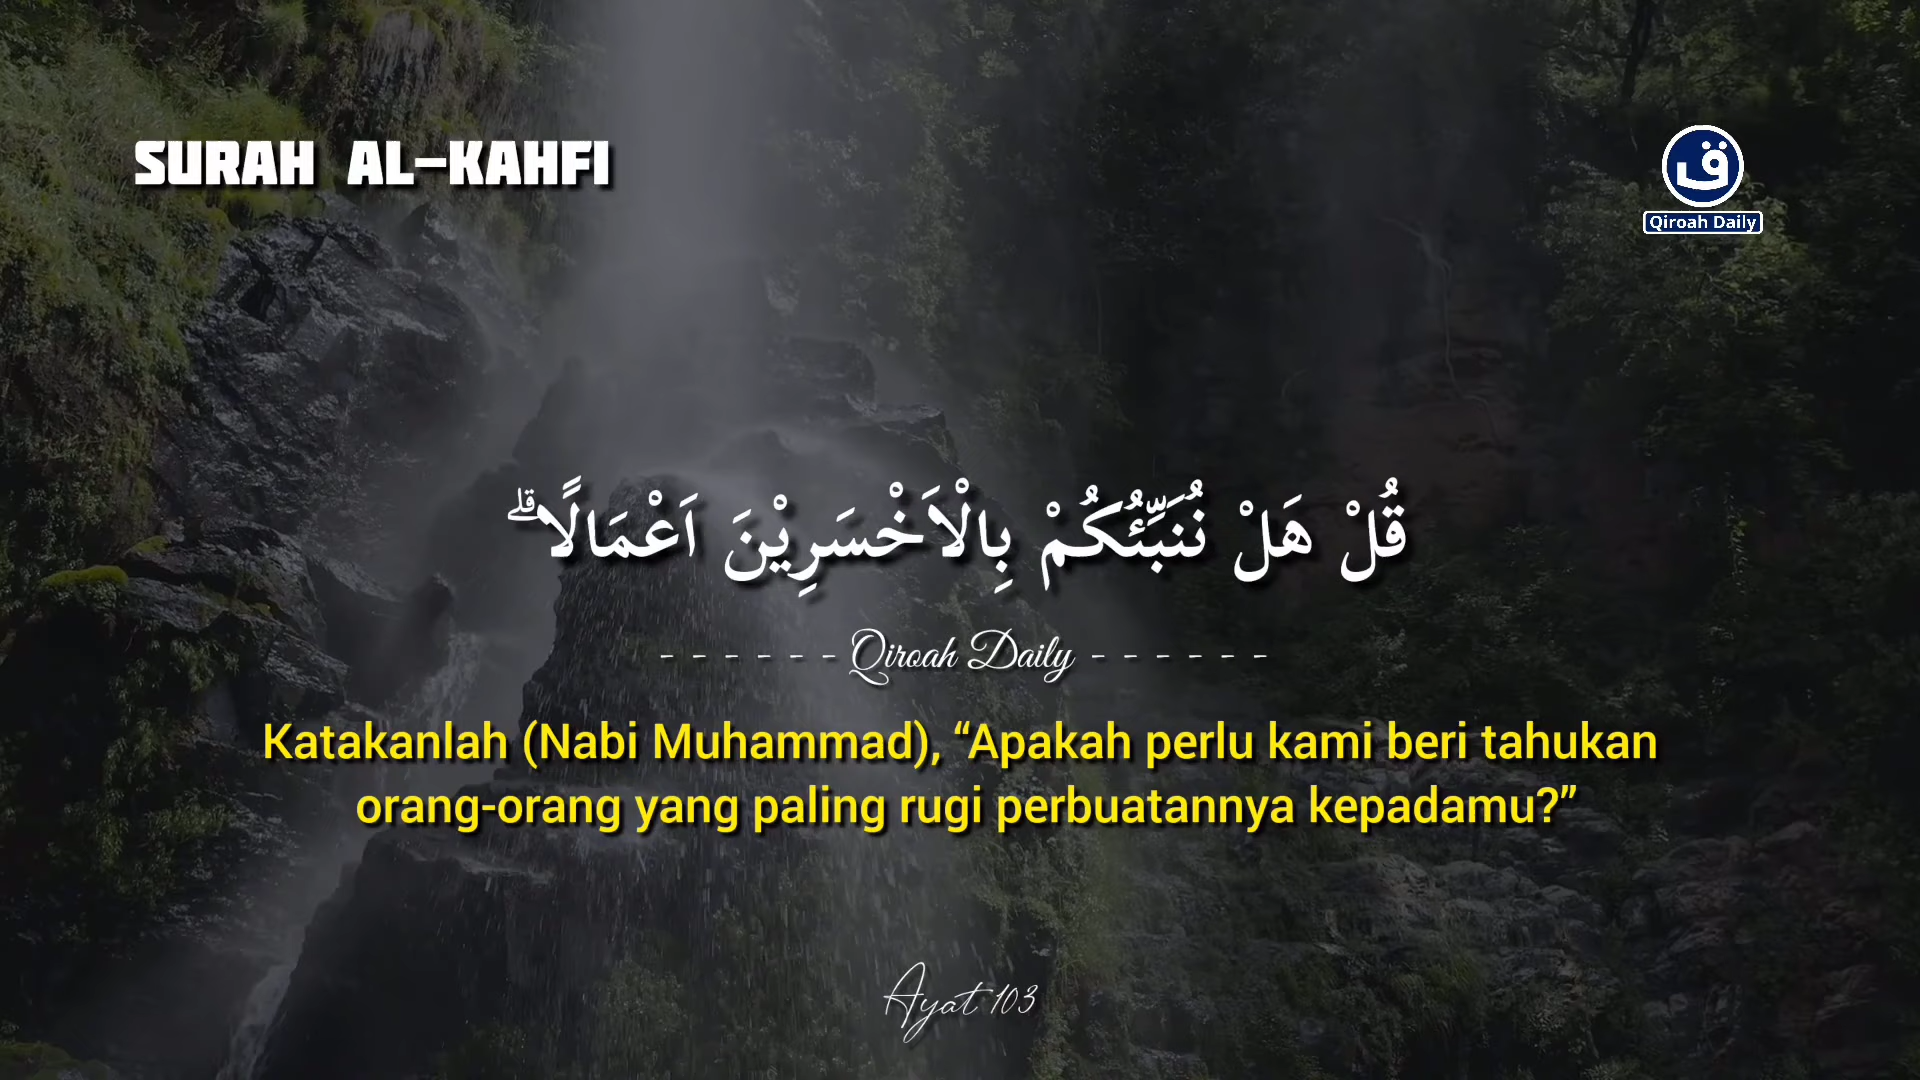 SURAH AL-KAHFI
ق
Qiroah Daily
قُلْ هَلْ نُنَبِّئُكُمْ بِالْاَخْسَرِيْنَ اَعْمَالًا ۗ
- - - - - - Qiroah Daily - - - - - -
Katakanlah (Nabi Muhammad), “Apakah perlu kami beri tahukan
orang-orang yang paling rugi perbuatannya kepadamu?”
Ayat 103